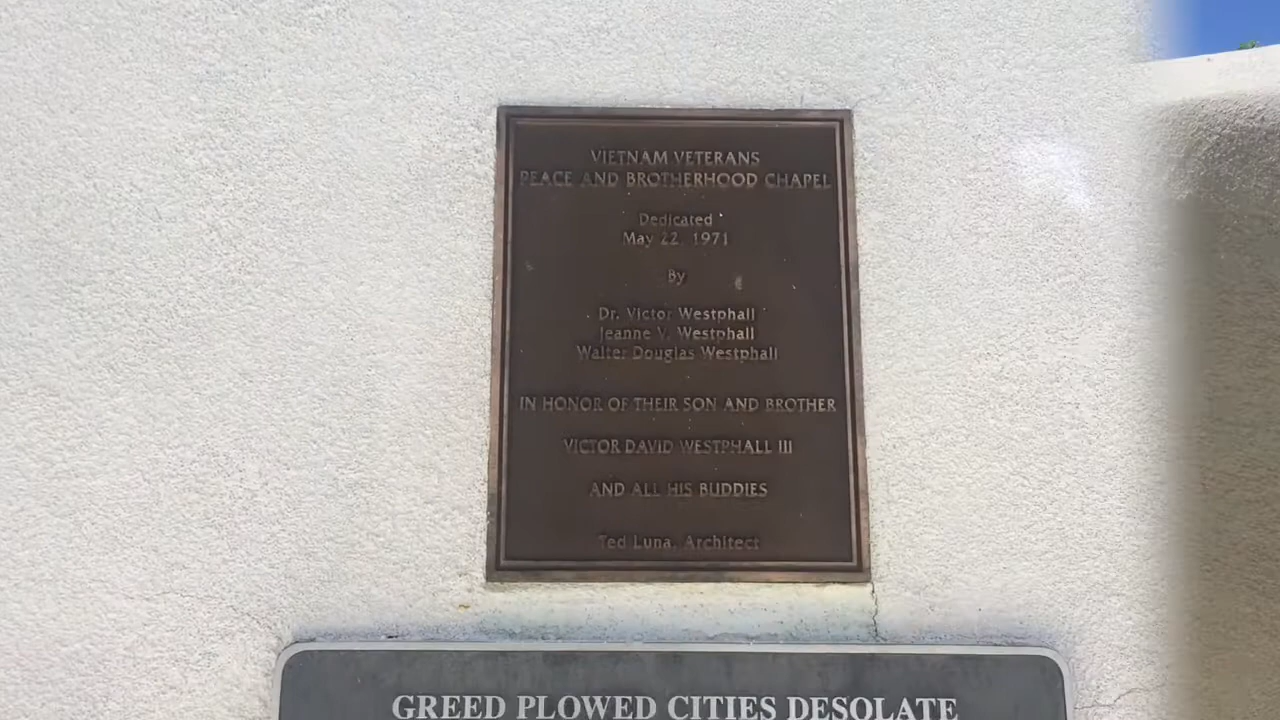 VIETNAM VETERANS
PEACE AND BROTHERHOOD CHAPEL
Dedicated
May 22, 1971
By
Dr. Victor Westphall
Jeanne V. Westphall
Walter Douglas Westphall
IN HONOR OF THEIR SON AND BROTHER
VICTOR DAVID WESTPHALL III
AND ALL HIS BUDDIES
Ted Luna, Architect
GREED PLOWED CITIES DESOLATE